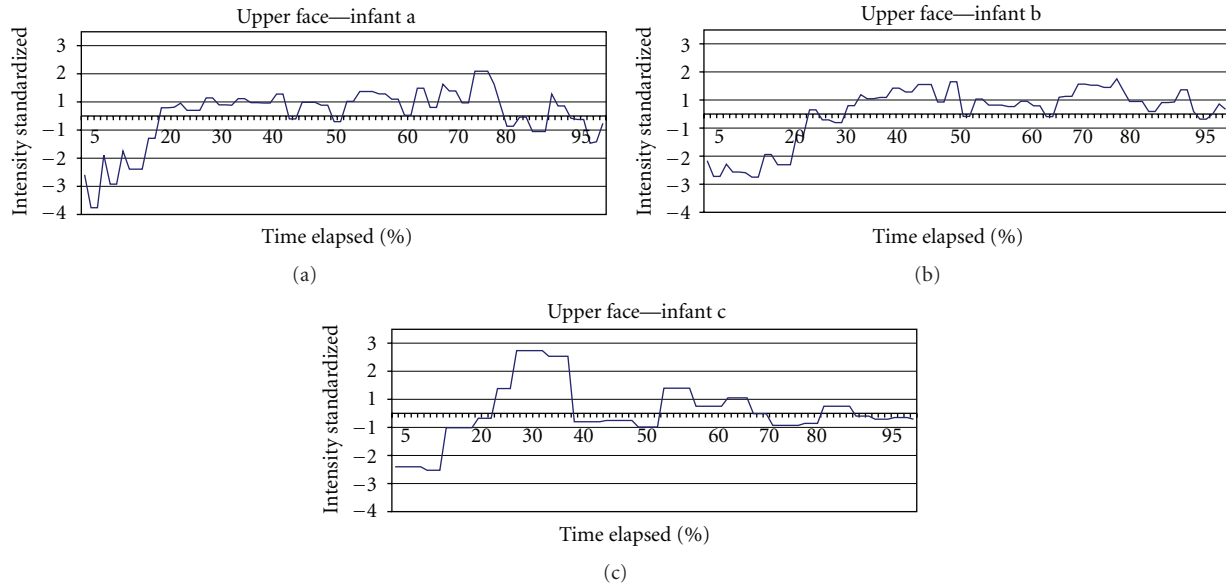 Upper face—infant a
Intensity standardized
3
2
1
−1
−2
−3
−4
5 20 30 40 50 60 70 80 95
Time elapsed (%)
(a)
Upper face—infant b
Intensity standardized
3
2
1
−1
−2
−3
−4
5 20 30 40 50 60 70 80 95
Time elapsed (%)
(b)
Upper face—infant c
Intensity standardized
3
2
1
−1
−2
−3
−4
5 20 30 40 50 60 70 80 95
Time elapsed (%)
(c)